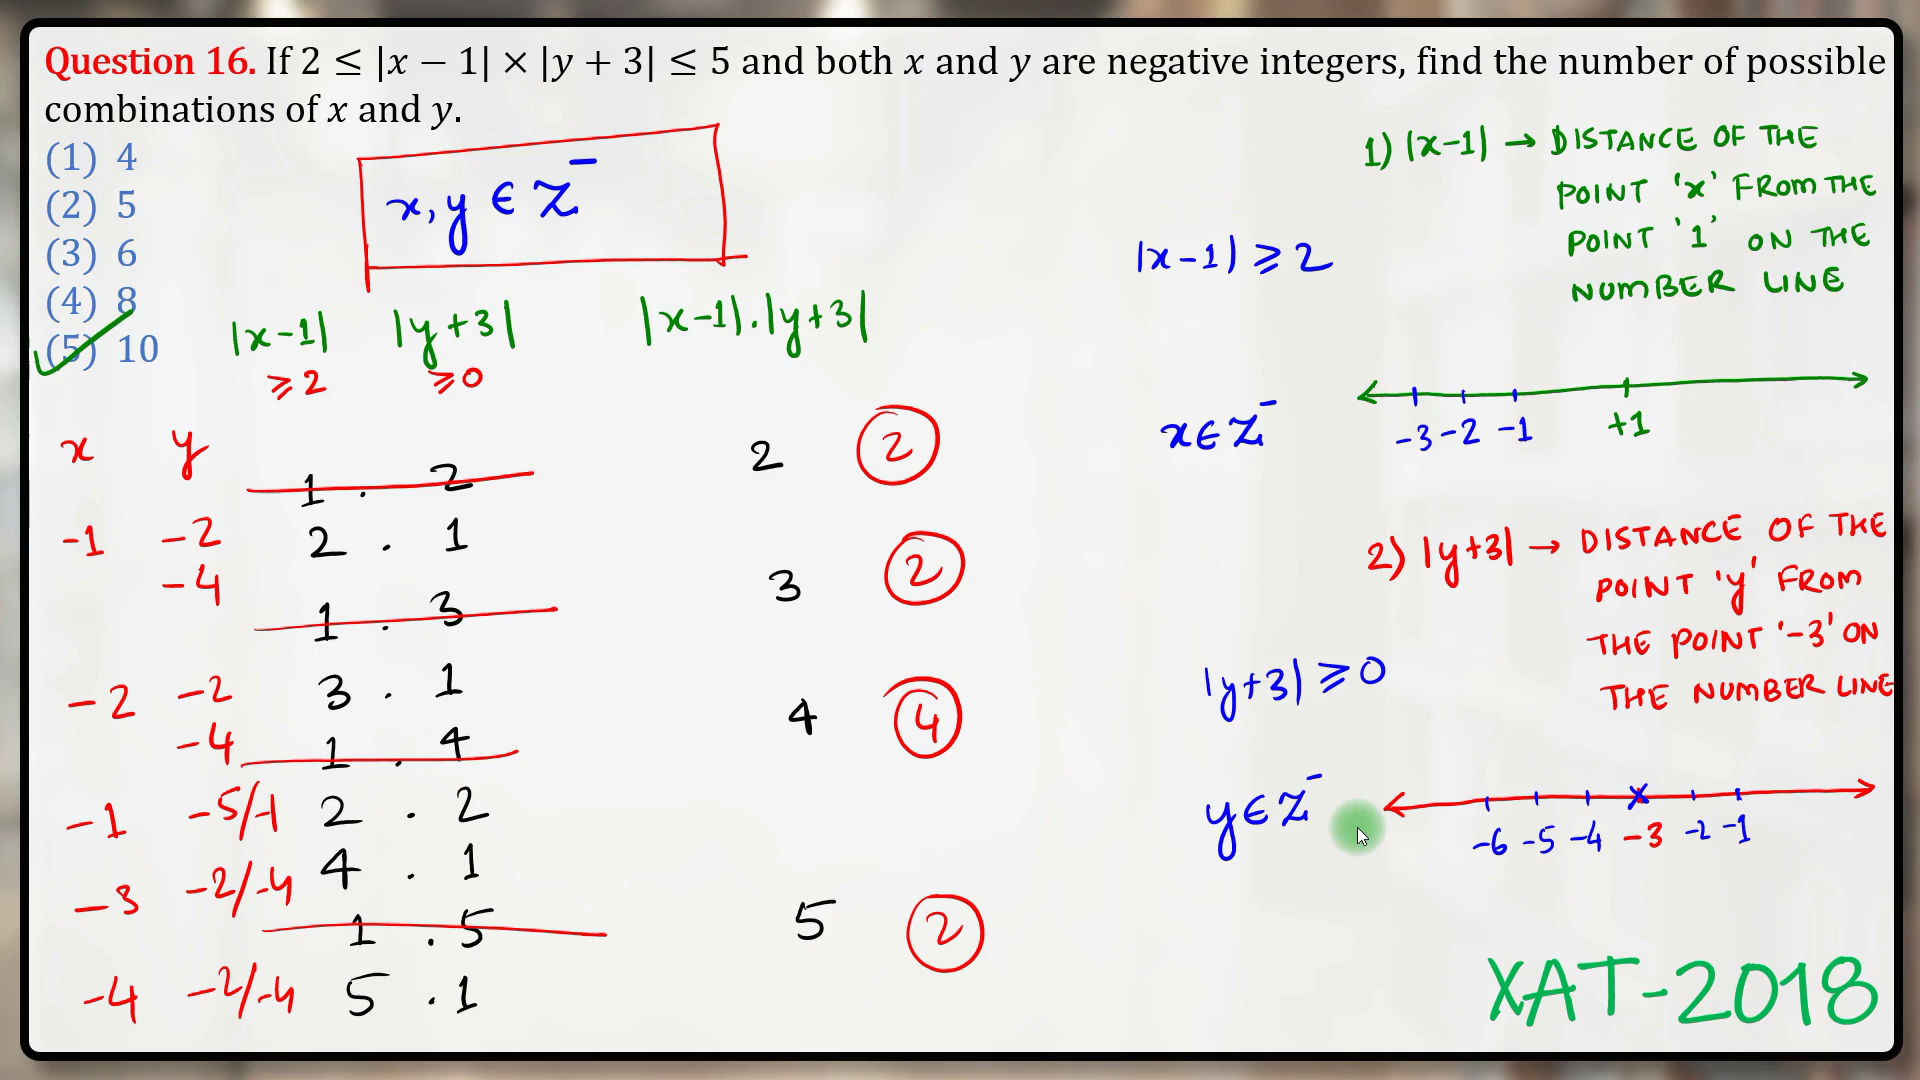 Question 16. If 2 ≤ |x − 1| × |y + 3| ≤ 5 and both x and y are negative integers, find the number of possible
combinations of x and y.
(1) 4
(2) 5
(3) 6
(4) 8
(5) 10
x, y ∈ Z⁻
|x-1| |y+3| |x-1|.|y+3|
≥2 ≥0
x y
1 . 2 2 2
-1 -2 2 . 1
-4
1 . 3 3 2
-2 -2 3 . 1
-4 1 . 4 4 4
-1 -5/-1 2 . 2
-3 -2/-4 4 . 1
1 . 5 5 2
-4 -2/-4 5 . 1
1) |x-1| → DISTANCE OF THE
POINT 'x' FROM THE
POINT '1' ON THE
NUMBER LINE
|x-1| ≥ 2
x ∈ Z⁻
-3 -2 -1 +1
2) |y+3| → DISTANCE OF THE
POINT 'y' FROM
THE POINT '-3' ON
THE NUMBER LINE
|y+3| ≥ 0
y ∈ Z⁻
-6 -5 -4 -3 -2 -1
XAT-2018